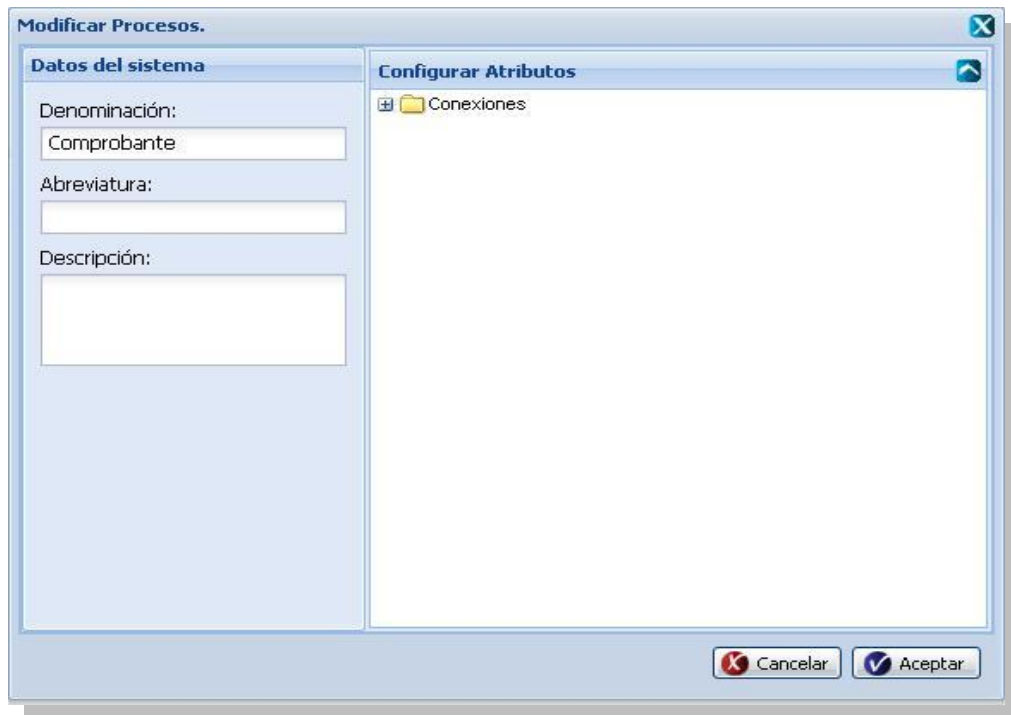 Modificar Procesos.
Datos del sistema
Denominación:
Comprobante
Abreviatura:
Descripción:
Configurar Atributos
Conexiones
Cancelar
Aceptar